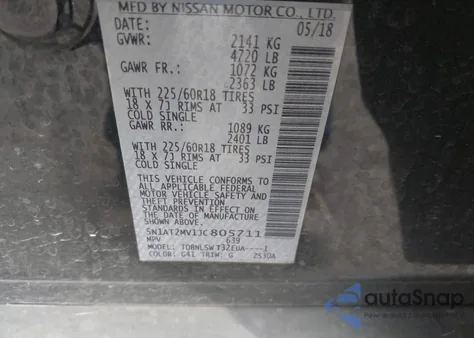 MFD BY NISSAN MOTOR CO., LTD.
DATE: 05/18
GVWR: 2141 KG
4720 LB
GAWR FR.: 1072 KG
2363 LB
WITH 225/60R18 TIRES
18 X 7J RIMS AT 33 PSI
COLD SINGLE
GAWR RR.: 1089 KG
2401 LB
WITH 225/60R18 TIRES
18 X 7J RIMS AT 33 PSI
COLD SINGLE
THIS VEHICLE CONFORMS TO
ALL APPLICABLE FEDERAL
MOTOR VEHICLE SAFETY
STANDARDS IN EFFECT ON
THE DATE OF MANUFACTURE
SHOWN ABOVE.
5N1AT2MV1JC805711
MPV 639
COLOR: G41 TRIM: G
autoSnap